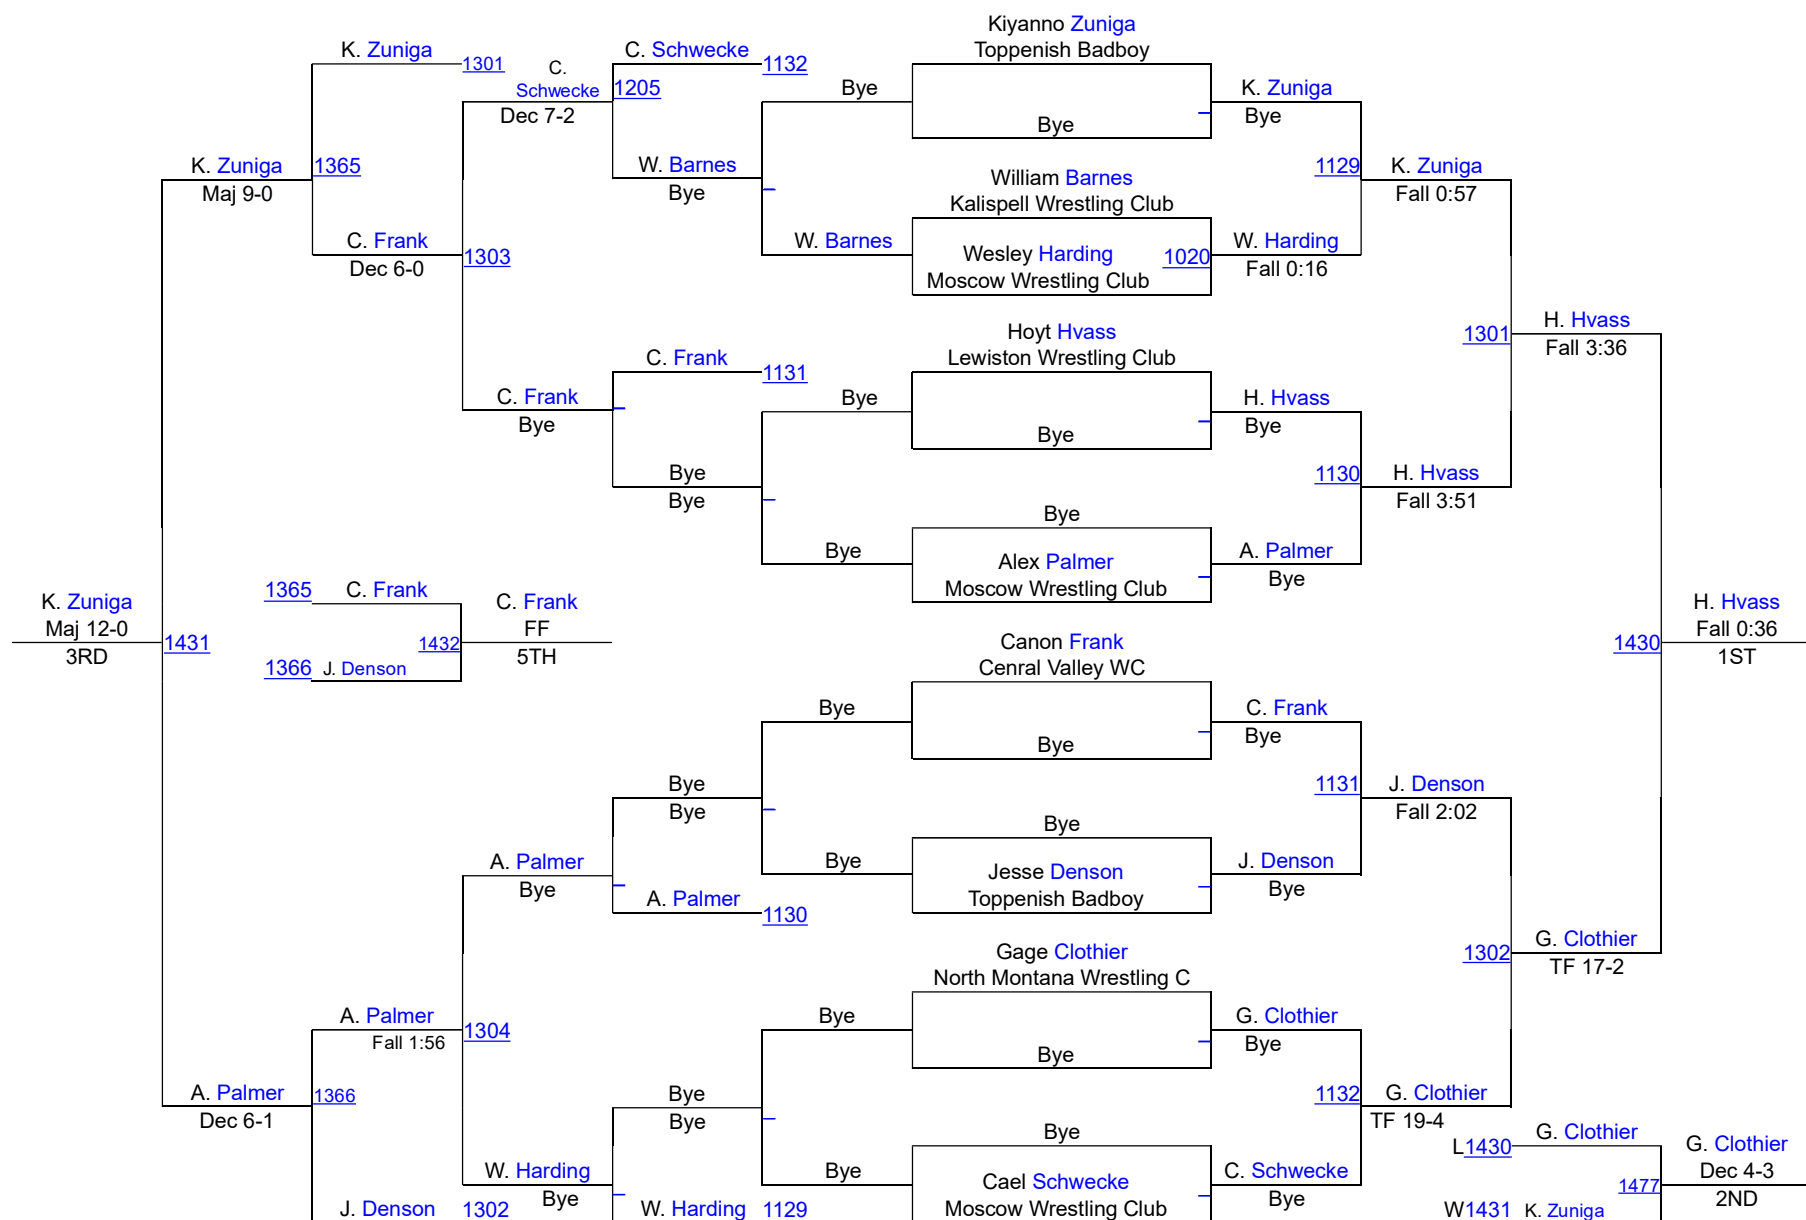 Kiyanno Zuniga
K. Zuniga
C. Schwecke
Toppenish Badboy
1301
C.
1132
Schwecke
1205
Bye
K. Zuniga
Dec 7-2
Bye
Bye
K. Zuniga
1365
W. Barnes
1129
K. Zuniga
Maj 9-0
Bye
William Barnes
Fall 0:57
Kalispell Wrestling Club
C. Frank
W. Barnes
W. Harding
Dec 6-0
1303
Wesley Harding
1020
Fall 0:16
Moscow Wrestling Club
Hoyt Hvass
1301
H. Hvass
C. Frank
Lewiston Wrestling Club
Fall 3:36
1131
C. Frank
Bye
H. Hvass
Bye
Bye
Bye
Bye
1130
H. Hvass
Bye
Fall 3:51
Bye
Bye
Alex Palmer
A. Palmer
Moscow Wrestling Club
Bye
1365
C. Frank
C. Frank
K. Zuniga
H. Hvass
Maj 12-0
FF
Fall 0:36
3RD
1431
1432
5TH
Canon Frank
1430
1ST
1366
J. Denson
Cenral Valley WC
Bye
C. Frank
Bye
Bye
Bye
1131
J. Denson
Bye
Fall 2:02
Bye
A. Palmer
Bye
Jesse Denson
J. Denson
Bye
Toppenish Badboy
Bye
A. Palmer
1130
Gage Clothier
1302
G. Clothier
North Montana Wrestling C
TF 17-2
A. Palmer
1304
Bye
G. Clothier
Fall 1:56
Bye
Bye
A. Palmer
1366
Bye
1132
G. Clothier
Dec 6-1
Bye
TF 19-4
Bye
L1430
G. Clothier
G. Clothier
W. Harding
Bye
Cael Schwecke
C. Schwecke
Dec 4-3
Bye
Bye
1477
2ND
J. Denson
1302
W. Harding
1129
Moscow Wrestling Club
W1431
K. Zuniga